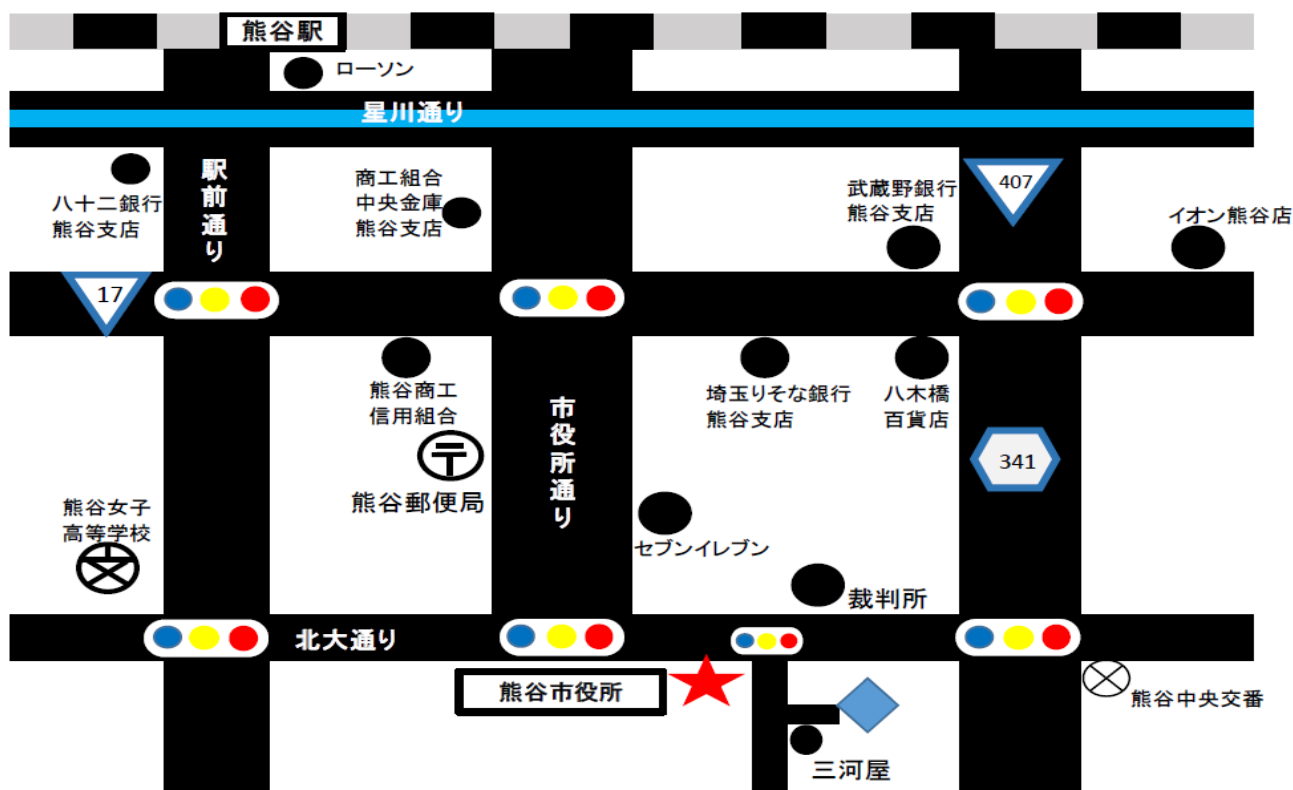 熊谷駅
ローソン
星川通り
駅前通り
八十二銀行
熊谷支店
商工組合
中央金庫
熊谷支店
武蔵野銀行
熊谷支店
407
イオン熊谷店
17
熊谷商工
信用組合
〒
熊谷郵便局
市役所通り
埼玉りそな銀行
熊谷支店
八木橋
百貨店
341
熊谷女子
高等学校
セブンイレブン
裁判所
北大通り
熊谷市役所
熊谷中央交番
三河屋